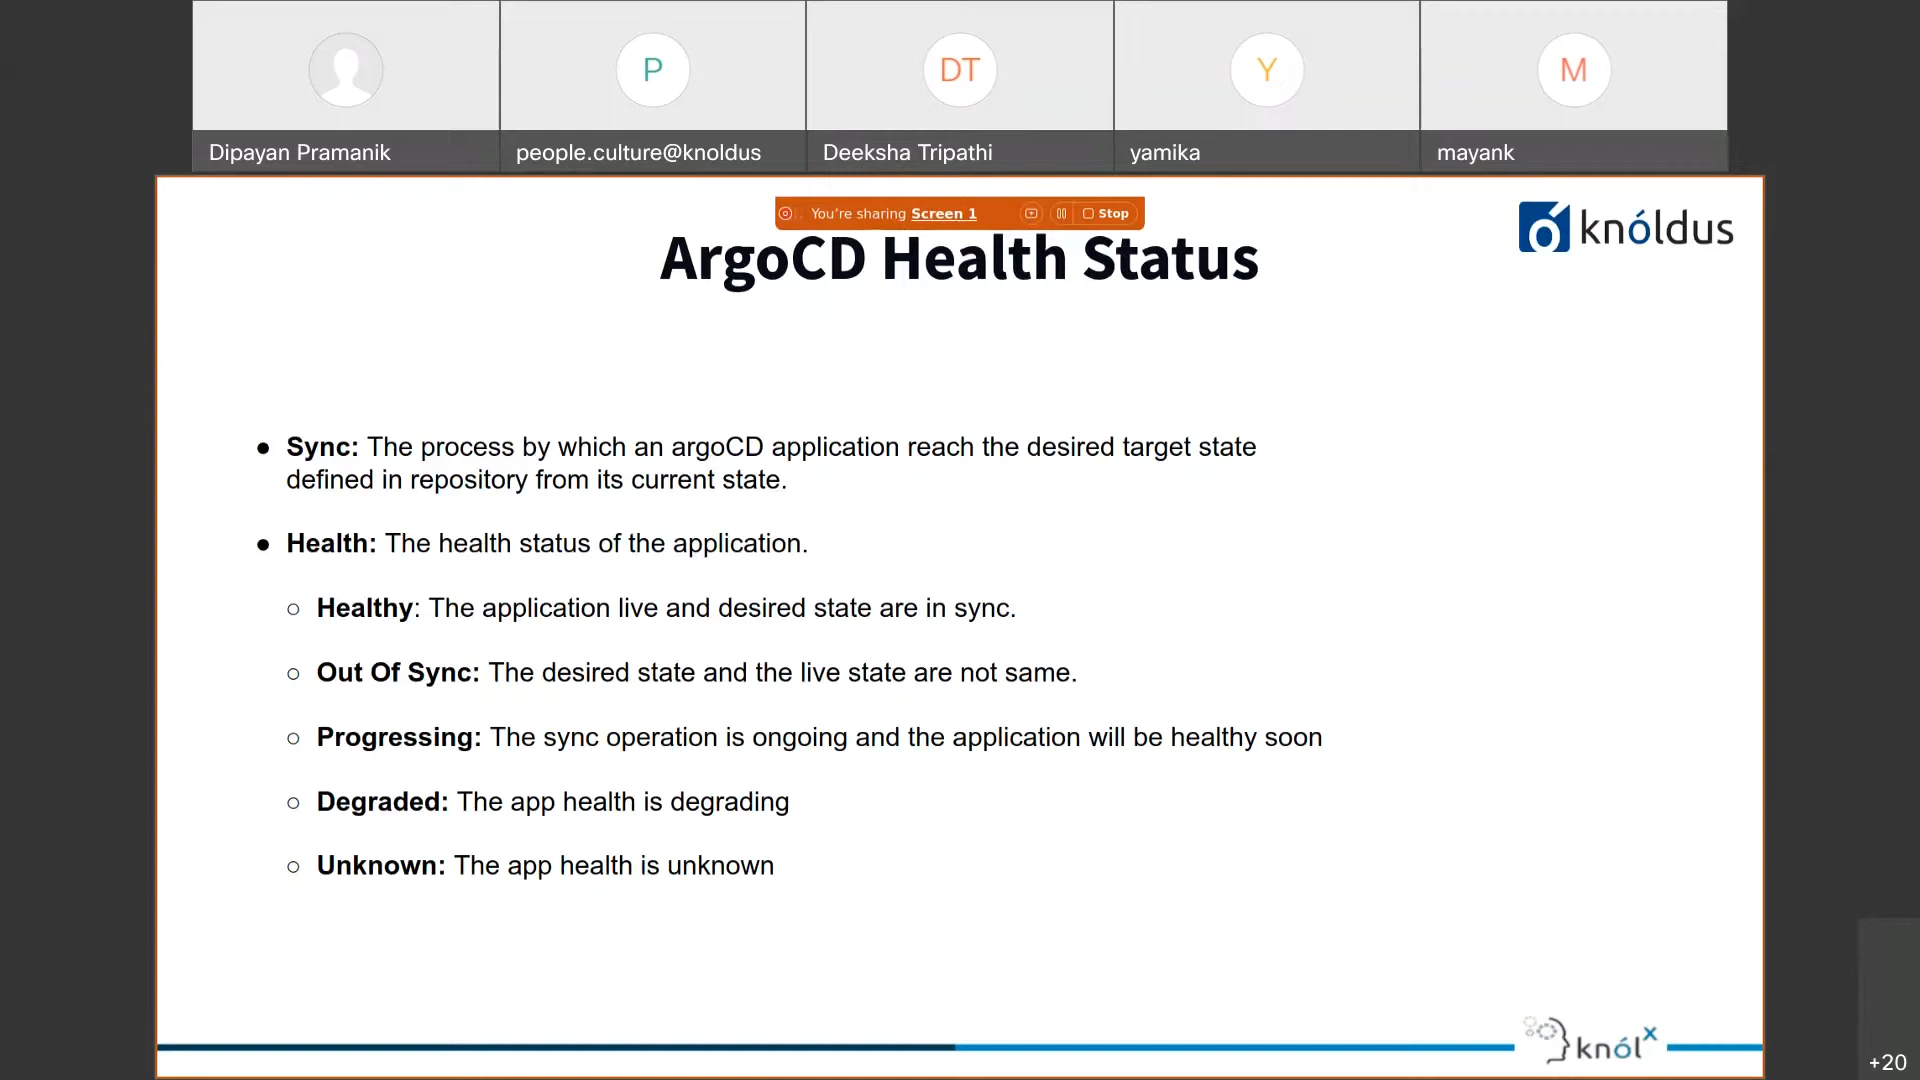 P
DT
Y
M
Dipayan Pramanik
people.culture@knoldus
Deeksha Tripathi
yamika
mayank
You're sharing Screen 1
Stop
knóldus
ArgoCD Health Status
● Sync: The process by which an argoCD application reach the desired target state
defined in repository from its current state.
● Health: The health status of the application.
○ Healthy: The application live and desired state are in sync.
○ Out Of Sync: The desired state and the live state are not same.
○ Progressing: The sync operation is ongoing and the application will be healthy soon
○ Degraded: The app health is degrading
○ Unknown: The app health is unknown
knólx
+20